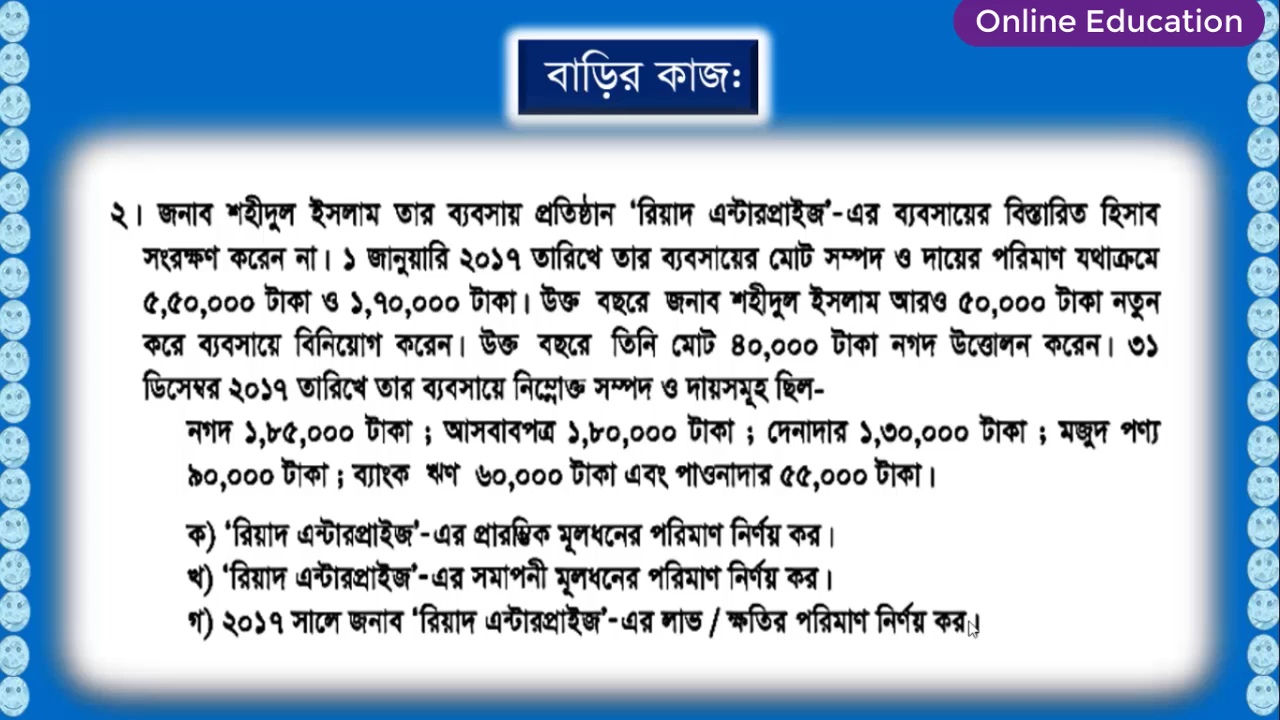 Online Education
বাড়ির কাজ:
২। জনাব শহীদুল ইসলাম তার ব্যবসায় প্রতিষ্ঠান ‘রিয়াদ এন্টারপ্রাইজ’-এর ব্যবসায়ের বিস্তারিত হিসাব
সংরক্ষণ করেন না। ১ জানুয়ারি ২০১৭ তারিখে তার ব্যবসায়ের মোট সম্পদ ও দায়ের পরিমাণ যথাক্রমে
৫,৫০,০০০ টাকা ও ১,৭০,০০০ টাকা। উক্ত বছরে জনাব শহীদুল ইসলাম আরও ৫০,০০০ টাকা নতুন
করে ব্যবসায়ে বিনিয়োগ করেন। উক্ত বছরে তিনি মোট ৪০,০০০ টাকা নগদ উত্তোলন করেন। ৩১
ডিসেম্বর ২০১৭ তারিখে তার ব্যবসায়ে নিম্নোক্ত সম্পদ ও দায়সমূহ ছিল-
নগদ ১,৮৫,০০০ টাকা ; আসবাবপত্র ১,৮০,০০০ টাকা ; দেনাদার ১,৩০,০০০ টাকা ; মজুদ পণ্য
৯০,০০০ টাকা ; ব্যাংক ঋণ ৬০,০০০ টাকা এবং পাওনাদার ৫৫,০০০ টাকা।
ক) ‘রিয়াদ এন্টারপ্রাইজ’-এর প্রারম্ভিক মূলধনের পরিমাণ নির্ণয় কর।
খ) ‘রিয়াদ এন্টারপ্রাইজ’-এর সমাপনী মূলধনের পরিমাণ নির্ণয় কর।
গ) ২০১৭ সালে জনাব ‘রিয়াদ এন্টারপ্রাইজ’-এর লাভ / ক্ষতির পরিমাণ নির্ণয় কর।